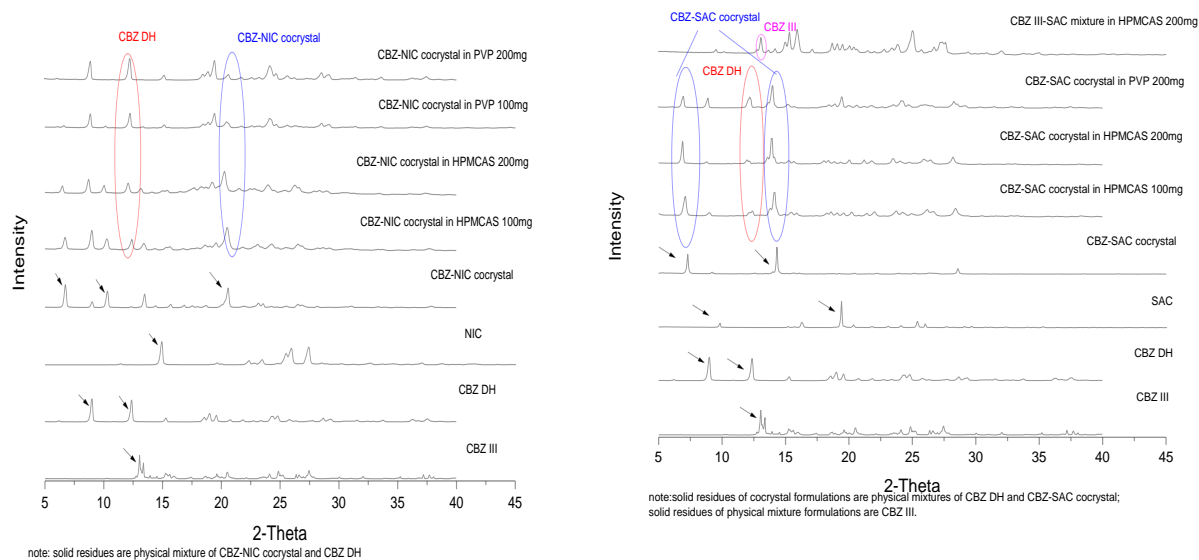 CBZ DH
CBZ-NIC cocrystal
CBZ-NIC cocrystal in PVP 200mg
CBZ-NIC cocrystal in PVP 100mg
CBZ-NIC cocrystal in HPMCAS 200mg
CBZ-NIC cocrystal in HPMCAS 100mg
CBZ-NIC cocrystal
NIC
CBZ DH
CBZ III
Intensity
5 10 15 20 25 30 35 40 45
2-Theta
note: solid residues are physical mixture of CBZ-NIC cocrystal and CBZ DH
CBZ-SAC cocrystal
CBZ III
CBZ III-SAC mixture in HPMCAS 200mg
CBZ DH
CBZ-SAC cocrystal in PVP 200mg
CBZ-SAC cocrystal in HPMCAS 200mg
CBZ-SAC cocrystal in HPMCAS 100mg
CBZ-SAC cocrystal
SAC
CBZ DH
CBZ III
Intensity
5 10 15 20 25 30 35 40 45
2-Theta
note:solid residues of cocrystal formulations are physical mixtures of CBZ DH and CBZ-SAC cocrystal;
solid residues of physical mixture formulations are CBZ III.